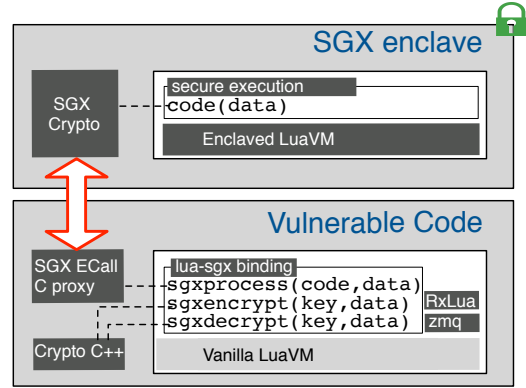 SGX enclave
SGX
Crypto
secure execution
code(data)
Enclaved LuaVM
Vulnerable Code
SGX ECall
C proxy
lua-sgx binding
sgxprocess(code,data)
sgxencrypt(key,data)
sgxdecrypt(key,data)
RxLua
zmq
Crypto C++
Vanilla LuaVM